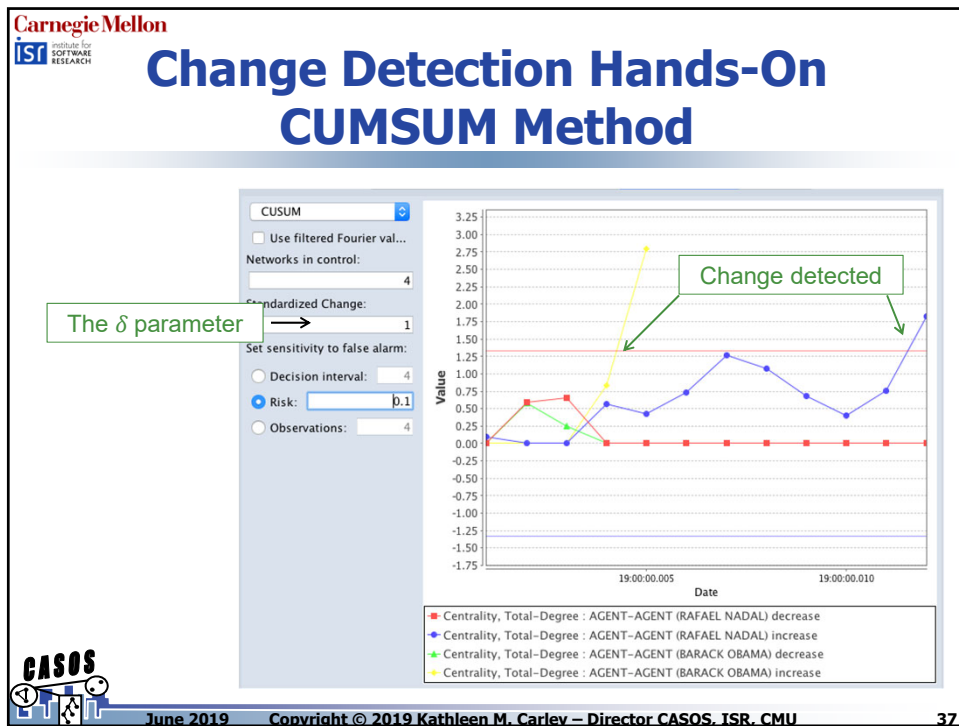 Carnegie Mellon
isr institute for
SOFTWARE
RESEARCH
Change Detection Hands-On
CUMSUM Method
CUSUM
Use filtered Fourier val...
Networks in control:
4
Standardized Change:
1
The δ parameter
Set sensitivity to false alarm:
Decision interval: 4
Risk: 0.1
Observations: 4
Change detected
Value
3.25
3.00
2.75
2.50
2.25
2.00
1.75
1.50
1.25
1.00
0.75
0.50
0.25
0.00
-0.25
-0.50
-0.75
-1.00
-1.25
-1.50
-1.75
19:00:00.005 19:00:00.010
Date
Centrality, Total-Degree : AGENT-AGENT (RAFAEL NADAL) decrease
Centrality, Total-Degree : AGENT-AGENT (RAFAEL NADAL) increase
Centrality, Total-Degree : AGENT-AGENT (BARACK OBAMA) decrease
Centrality, Total-Degree : AGENT-AGENT (BARACK OBAMA) increase
CASOS
June 2019 Copyright © 2019 Kathleen M. Carley – Director CASOS, ISR, CMU 37